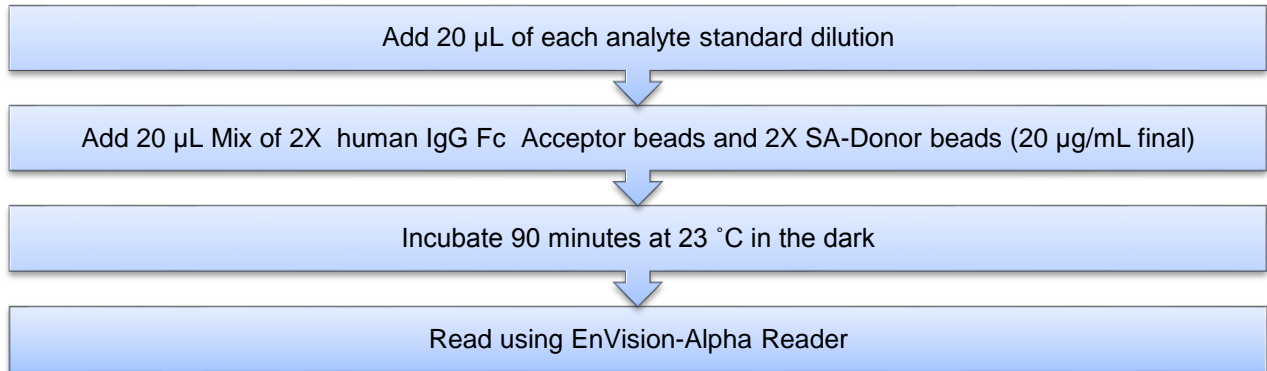 Add 20 µL of each analyte standard dilution
Add 20 µL Mix of 2X  human IgG Fc  Acceptor beads and 2X SA-Donor beads (20 µg/mL final)
Incubate 90 minutes at 23 ˚C in the dark
Read using EnVision-Alpha Reader